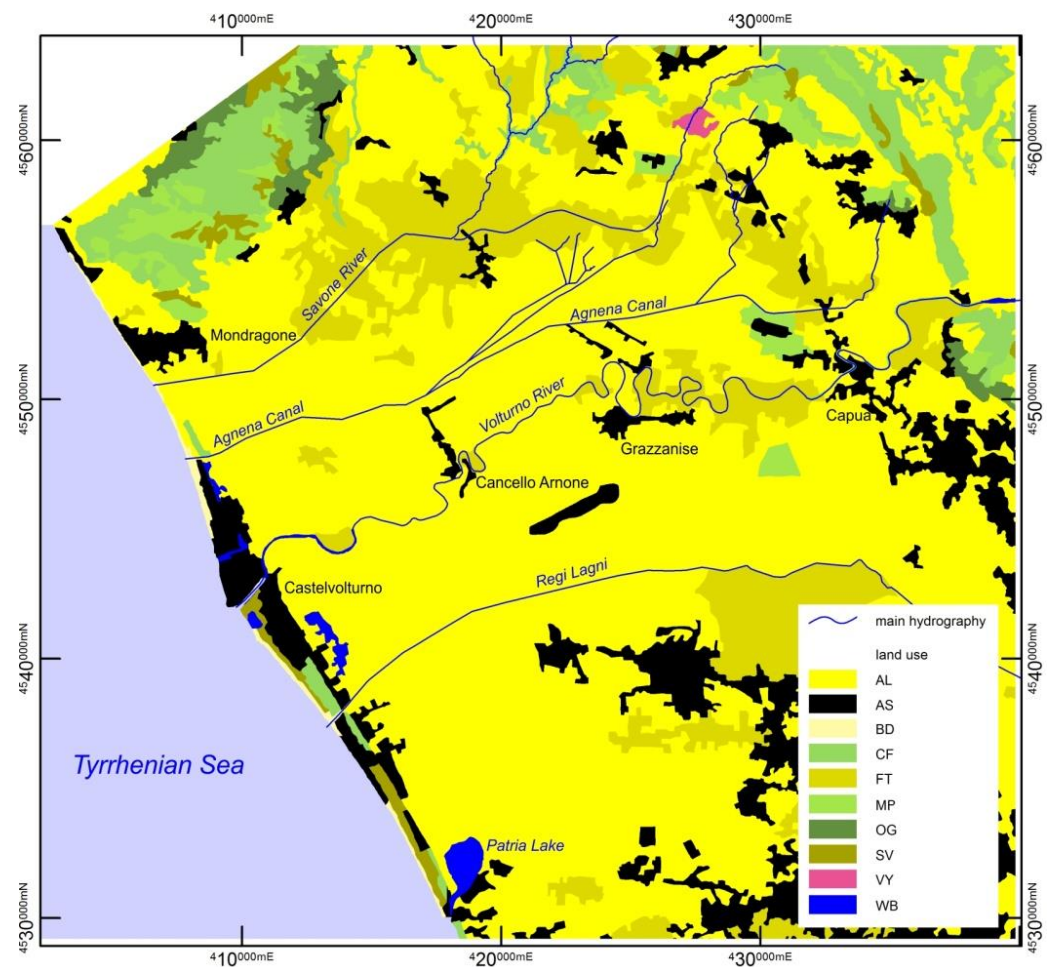 410000mE
420000mE
430000mE
4560000mN
4560000mN
Savone River
Mondragone
Agnena Canal
4550000mN
4550000mN
Agnena Canal
Volturno River
Capua
Grazzanise
Cancello Arnone
Regi Lagni
Castelvolturno
main hydrography
land use
4540000mN
4540000mN
AL
AS
BD
CF
FT
MP
OG
SV
VY
WB
Tyrrhenian Sea
Patria Lake
4530000mN
4530000mN
410000mE
420000mE
430000mE